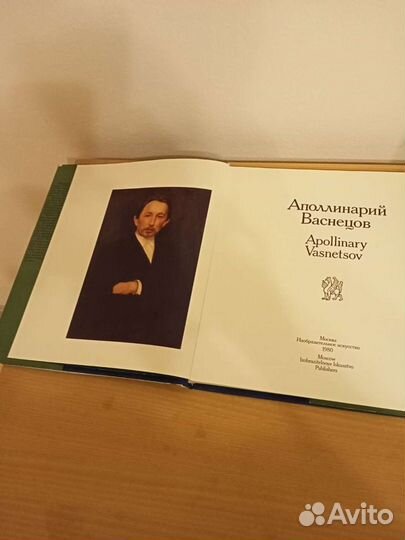 Аполлинарий
Васнецов
Apollinary
Vasnetsov
Москва
Изобразительное искусство
1980
Moscow
Izobrazitelnoye Iskusstvo
Publishers
Avito